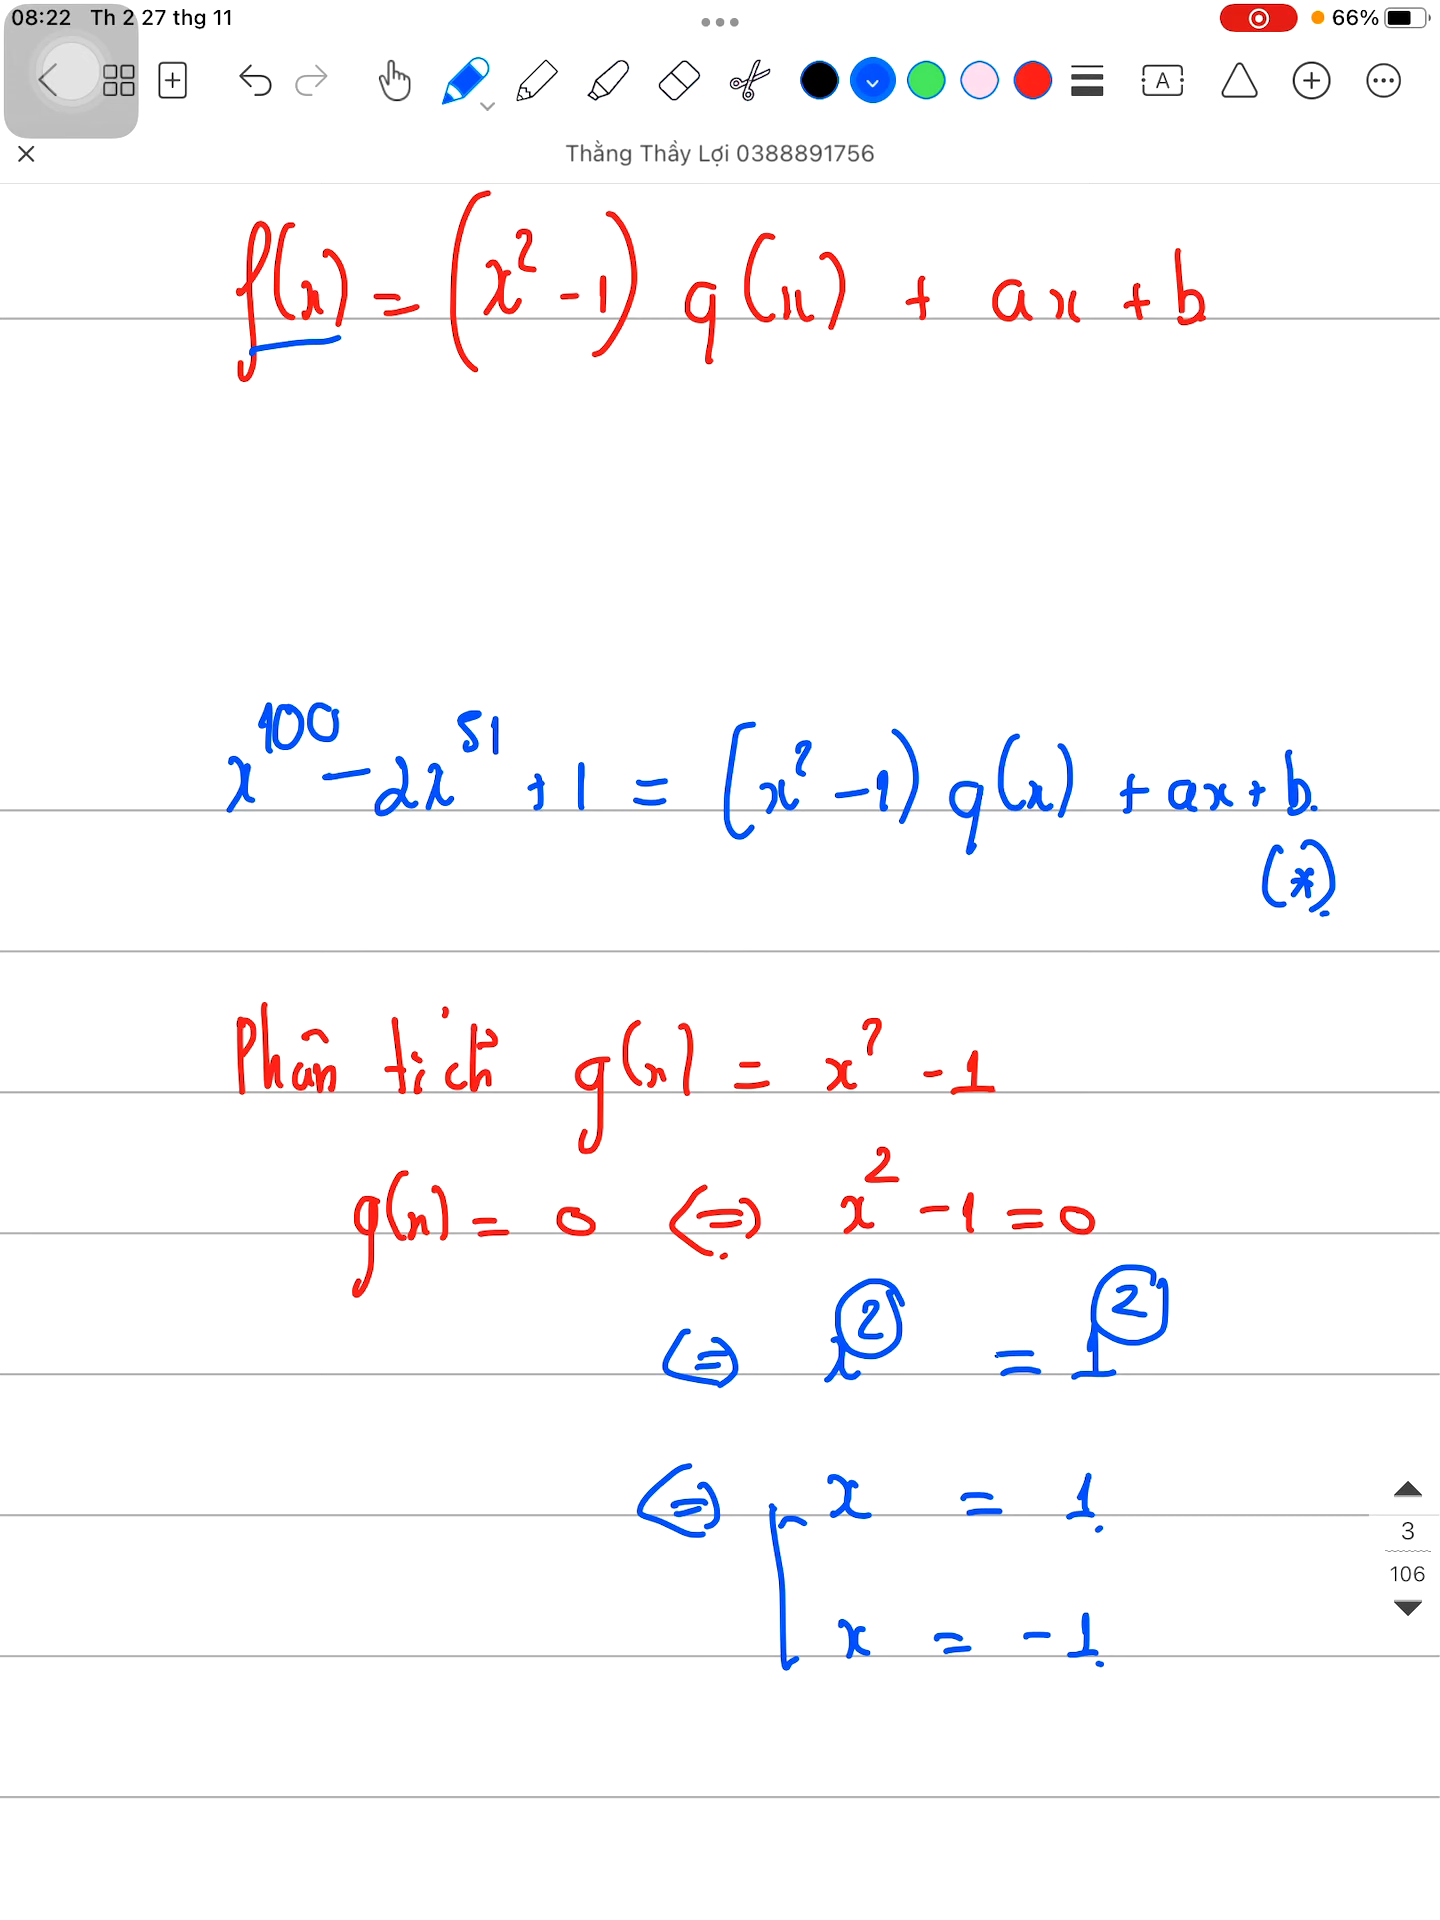 08:22 Th 2 27 thg 11
66%
A
Thằng Thầy Lợi 0388891756
f(x) = (x² - 1) q(x) + ax + b
x¹⁰⁰ - 2x⁵¹ + 1 = (x² - 1) q(x) + ax + b.
(*).
Phân tích g(x) = x² - 1
g(x) = 0 <=> x² - 1 = 0
<=> x² = 1²
<=> [ x = 1.
x = -1.
3
106